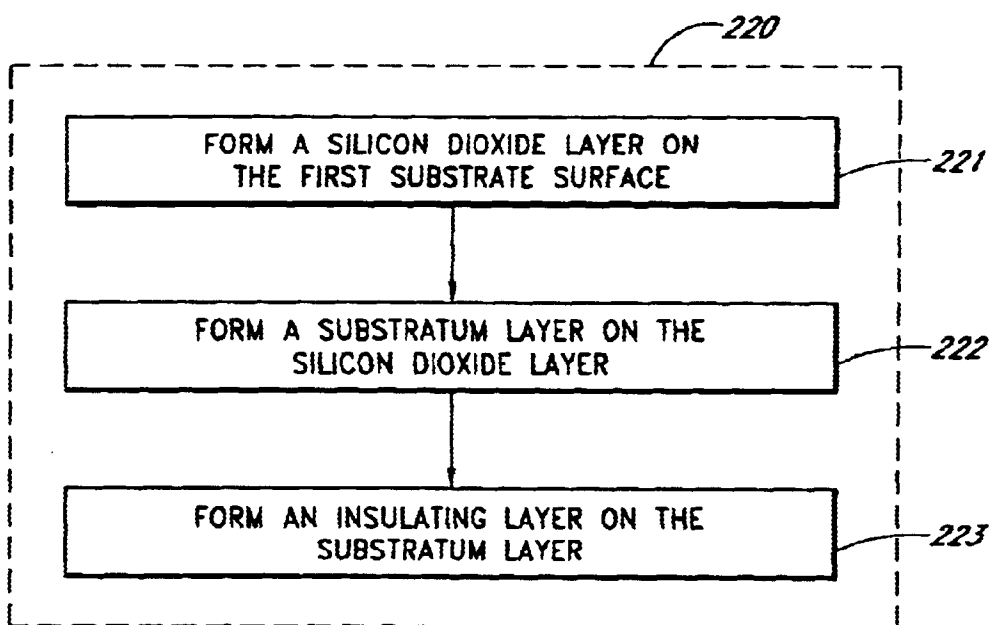 220
FORM A SILICON DIOXIDE LAYER ON
THE FIRST SUBSTRATE SURFACE
221
FORM A SUBSTRATUM LAYER ON THE
SILICON DIOXIDE LAYER
222
FORM AN INSULATING LAYER ON THE
SUBSTRATUM LAYER
223